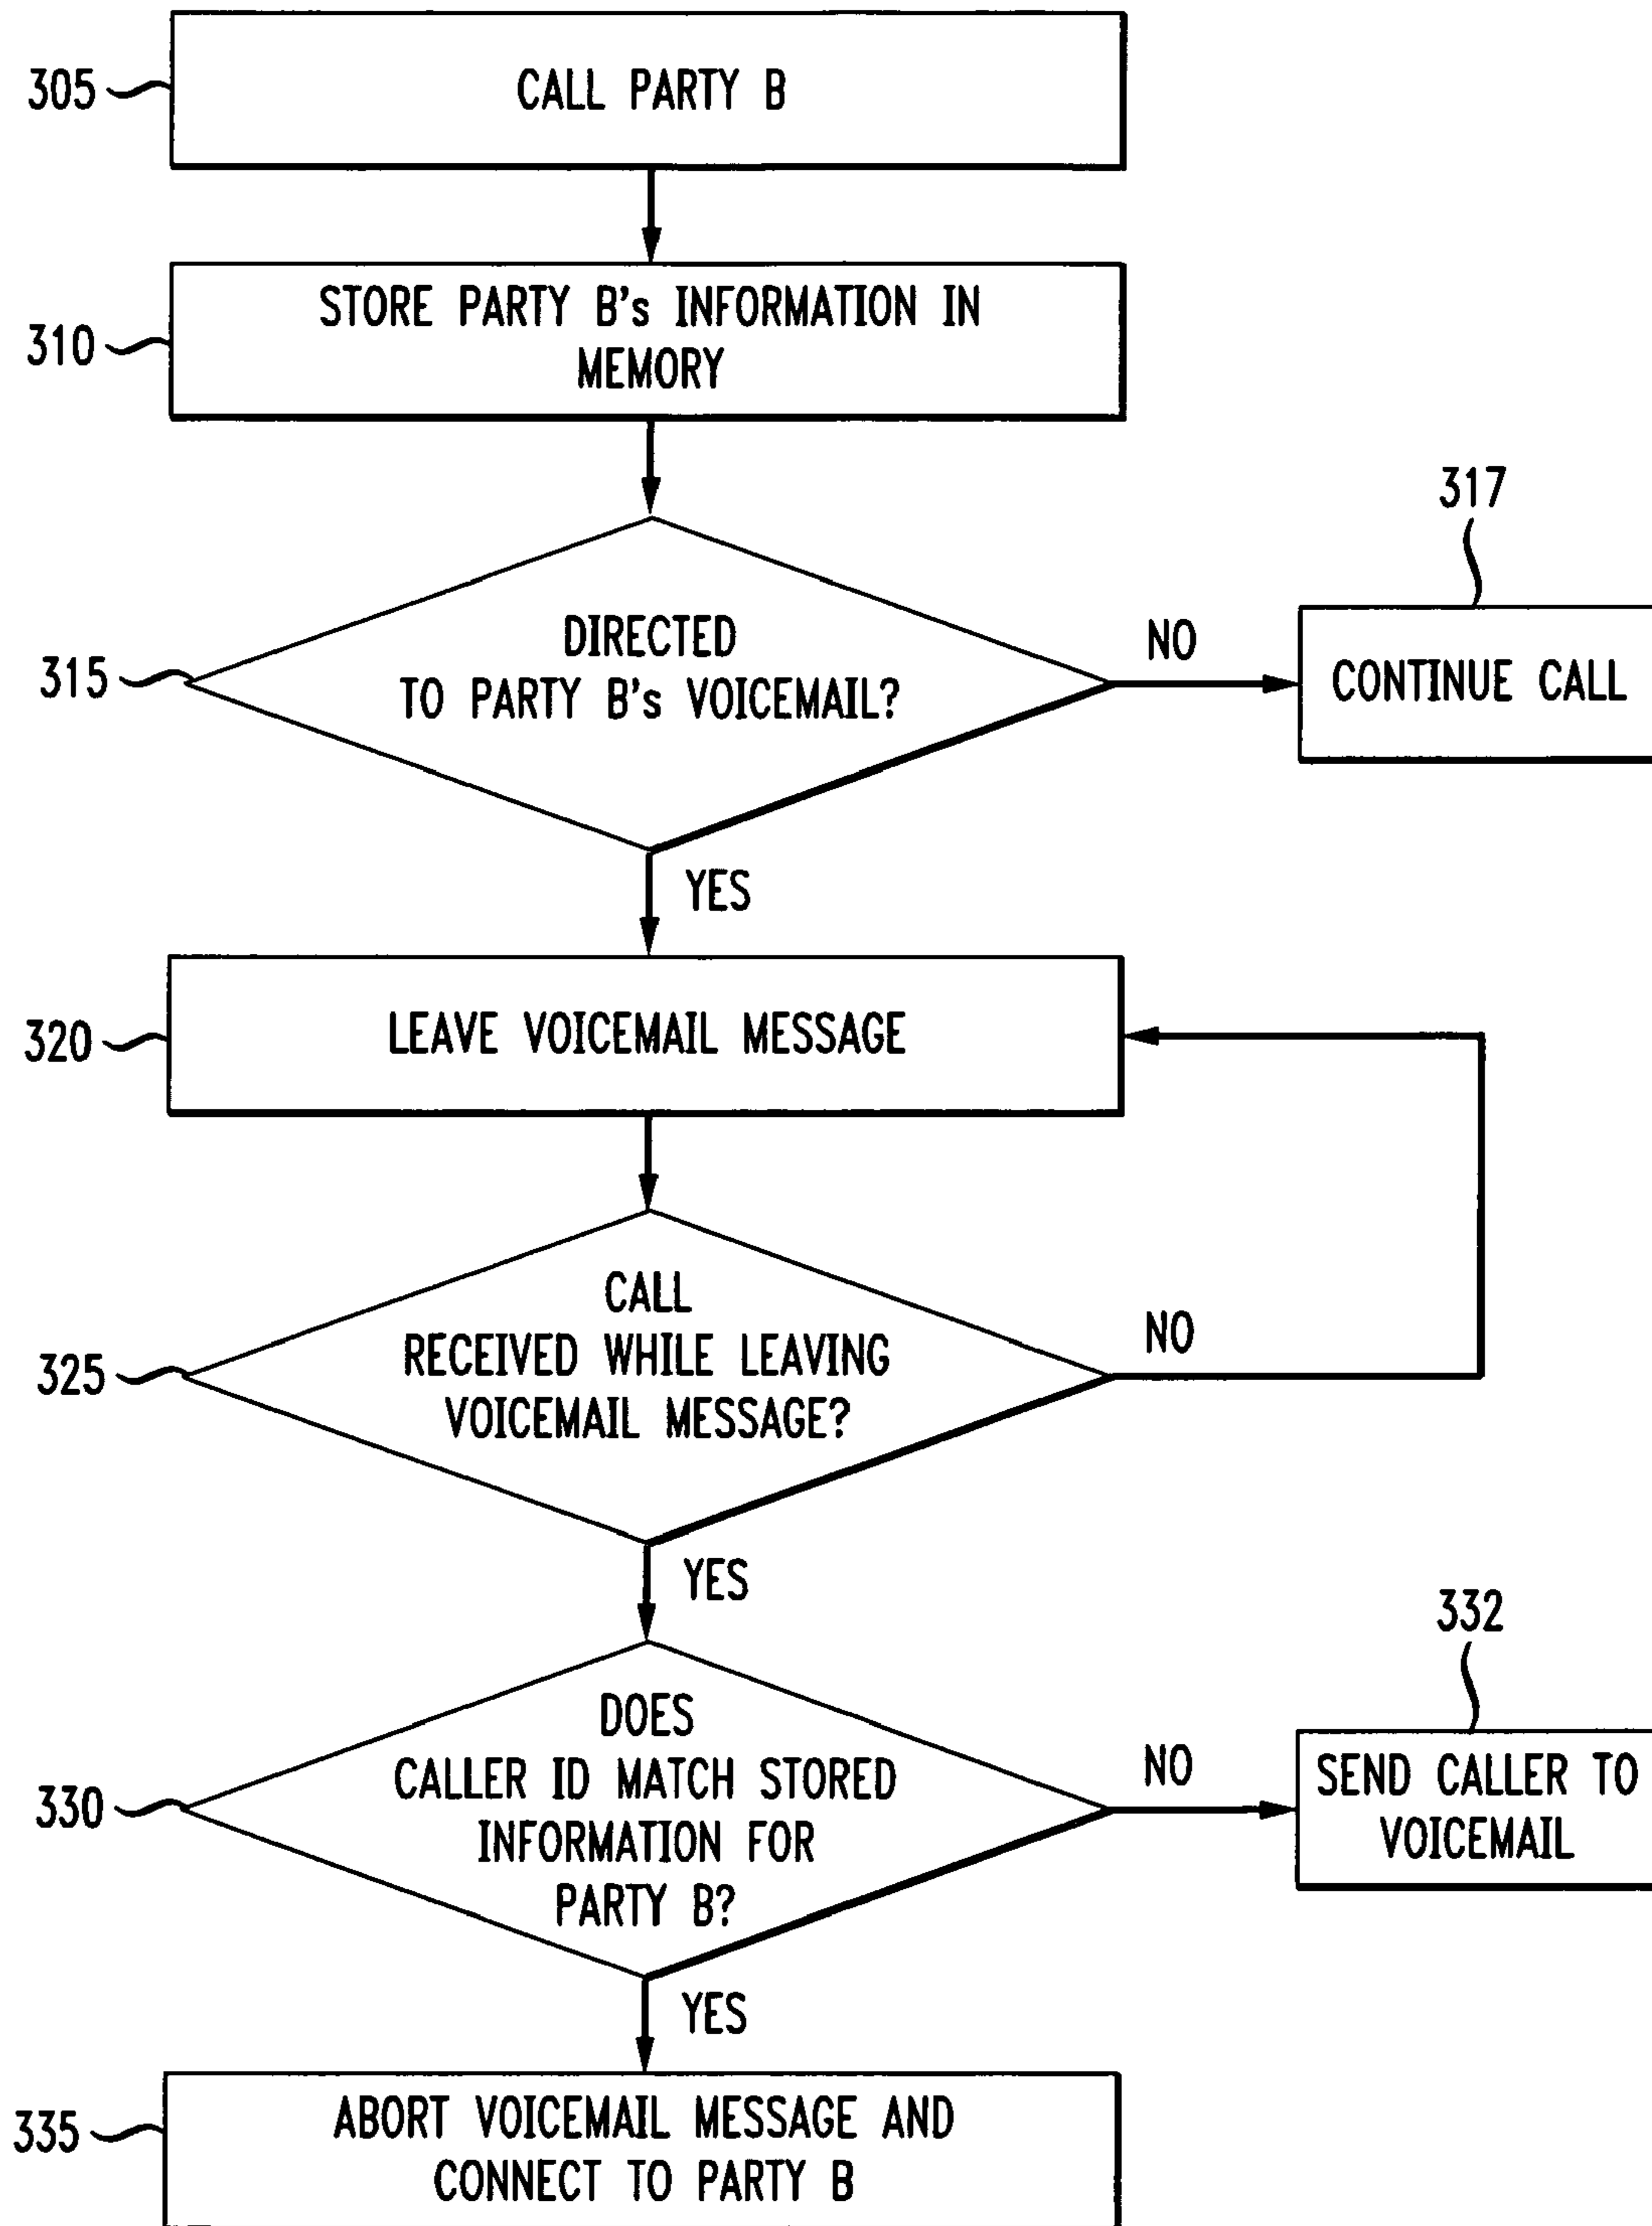 305
CALL PARTY B
310
STORE PARTY B's INFORMATION IN
MEMORY
317
315
DIRECTED
TO PARTY B's VOICEMAIL?
NO
CONTINUE CALL
YES
320
LEAVE VOICEMAIL MESSAGE
325
CALL
RECEIVED WHILE LEAVING
VOICEMAIL MESSAGE?
NO
YES
332
330
DOES
CALLER ID MATCH STORED
INFORMATION FOR
PARTY B?
NO
SEND CALLER TO
VOICEMAIL
YES
335
ABORT VOICEMAIL MESSAGE AND
CONNECT TO PARTY B